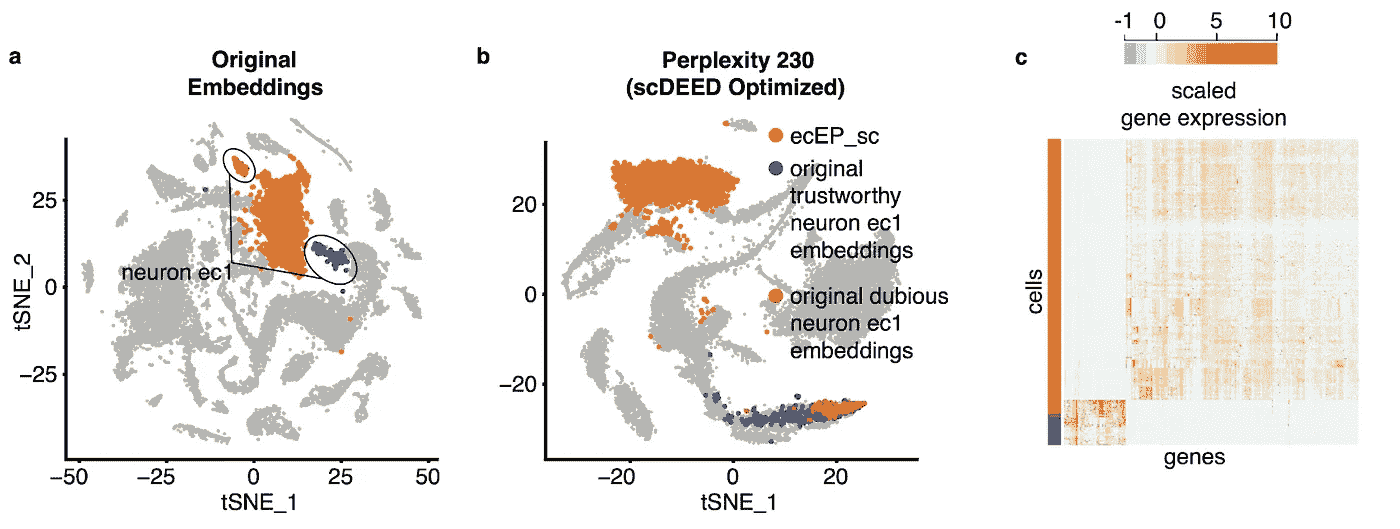 a
Original
Embeddings
25
0
−25
tSNE_2
neuron ec1
−50
−25
0
25
50
tSNE_1
b
Perplexity 230
(scDEED Optimized)
20
0
−20
−20
0
20
tSNE_1
ecEP_sc
original
trustworthy
neuron ec1
embeddings
original dubious
neuron ec1
embeddings
c
-1 0 5 10
scaled
gene expression
cells
genes